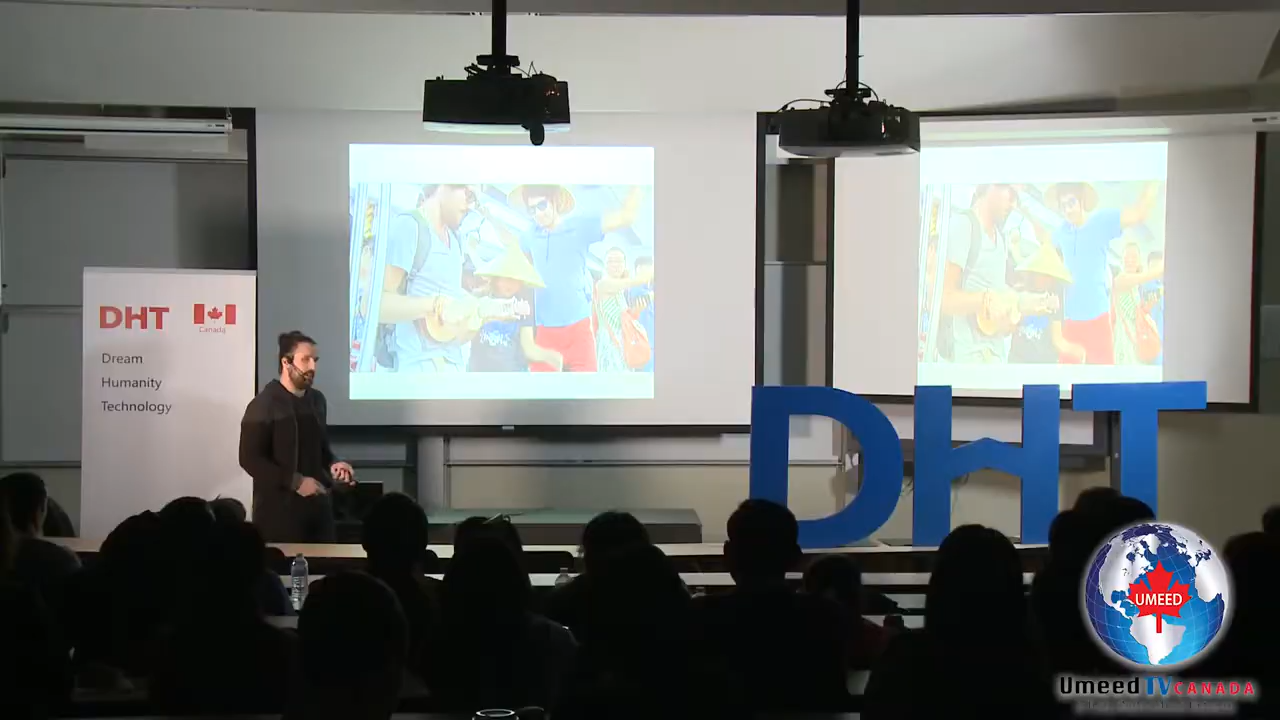 DHT
Canada
Dream
Humanity
Technology
DHT
UMEED
Umeed TV CANADA